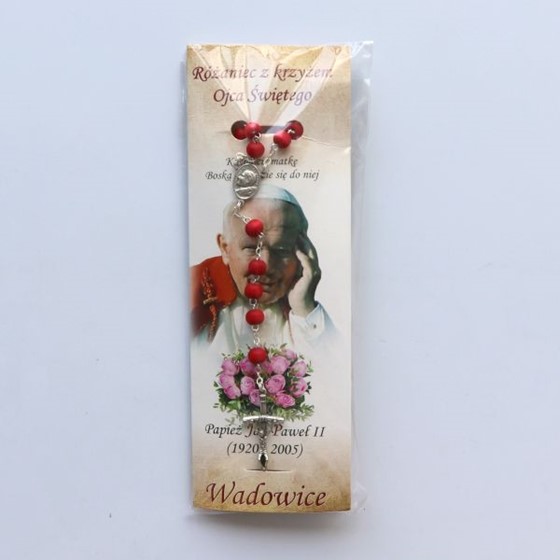 Różaniec z krzyżem
Ojca Świętego
matkę
Boską się do niej
Papież Paweł II
(1920 2005)
Wadowice